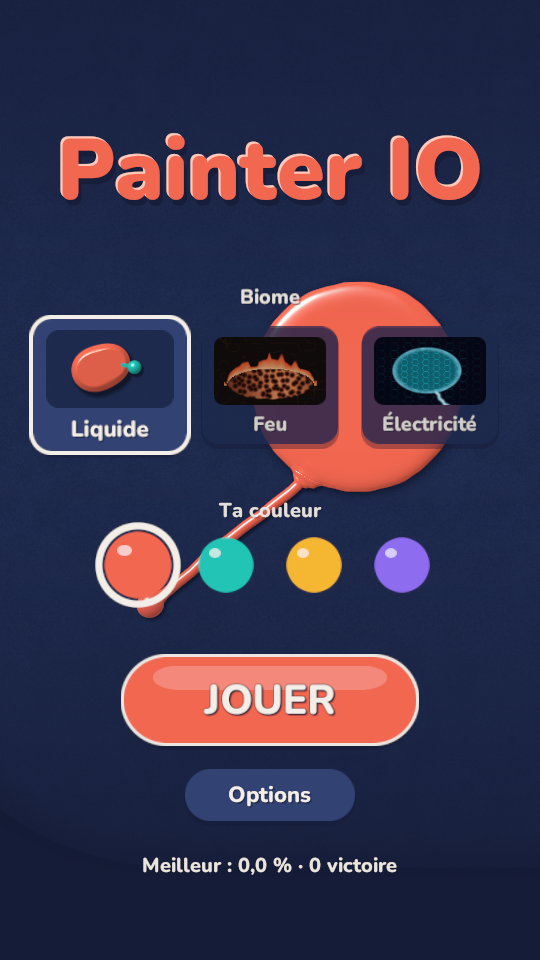 Painter IO
Biome
Liquide
Feu
Électricité
Ta couleur
JOUER
Options
Meilleur : 0,0 % · 0 victoire